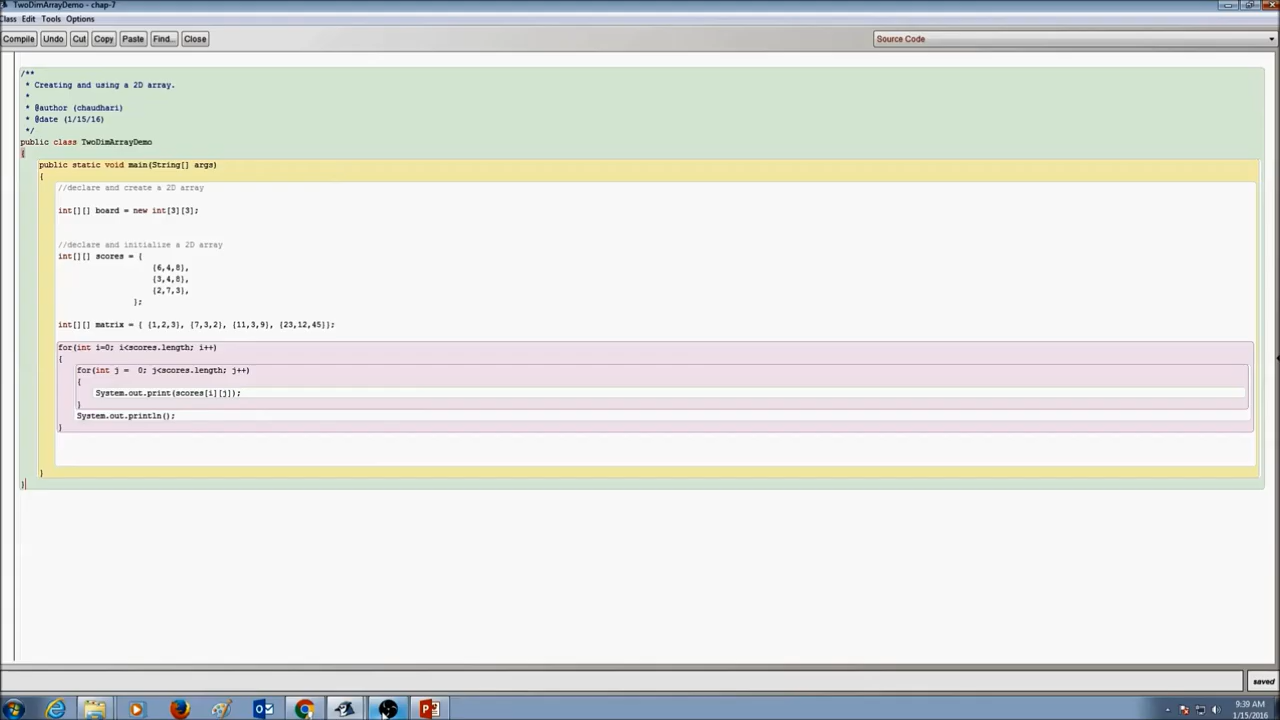 TwoDimArrayDemo - chap-7
Class Edit Tools Options
Compile Undo Cut Copy Paste Find... Close Source Code
/**
* Creating and using a 2D array.
*
* @author (chaudhari)
* @date (1/15/16)
*/
public class TwoDimArrayDemo
{
public static void main(String[] args)
{
//declare and create a 2D array
int[][] board = new int[3][3];
//declare and initialize a 2D array
int[][] scores = {
{6,4,8},
{3,4,8},
{2,7,3},
};
int[][] matrix = { {1,2,3}, {7,3,2}, {11,3,9}, {23,12,45}};
for(int i=0; i<scores.length; i++)
{
for(int j = 0; j<scores.length; j++)
{
System.out.print(scores[i][j]);
}
System.out.println();
}
}
}
saved
9:39 AM
1/15/2016